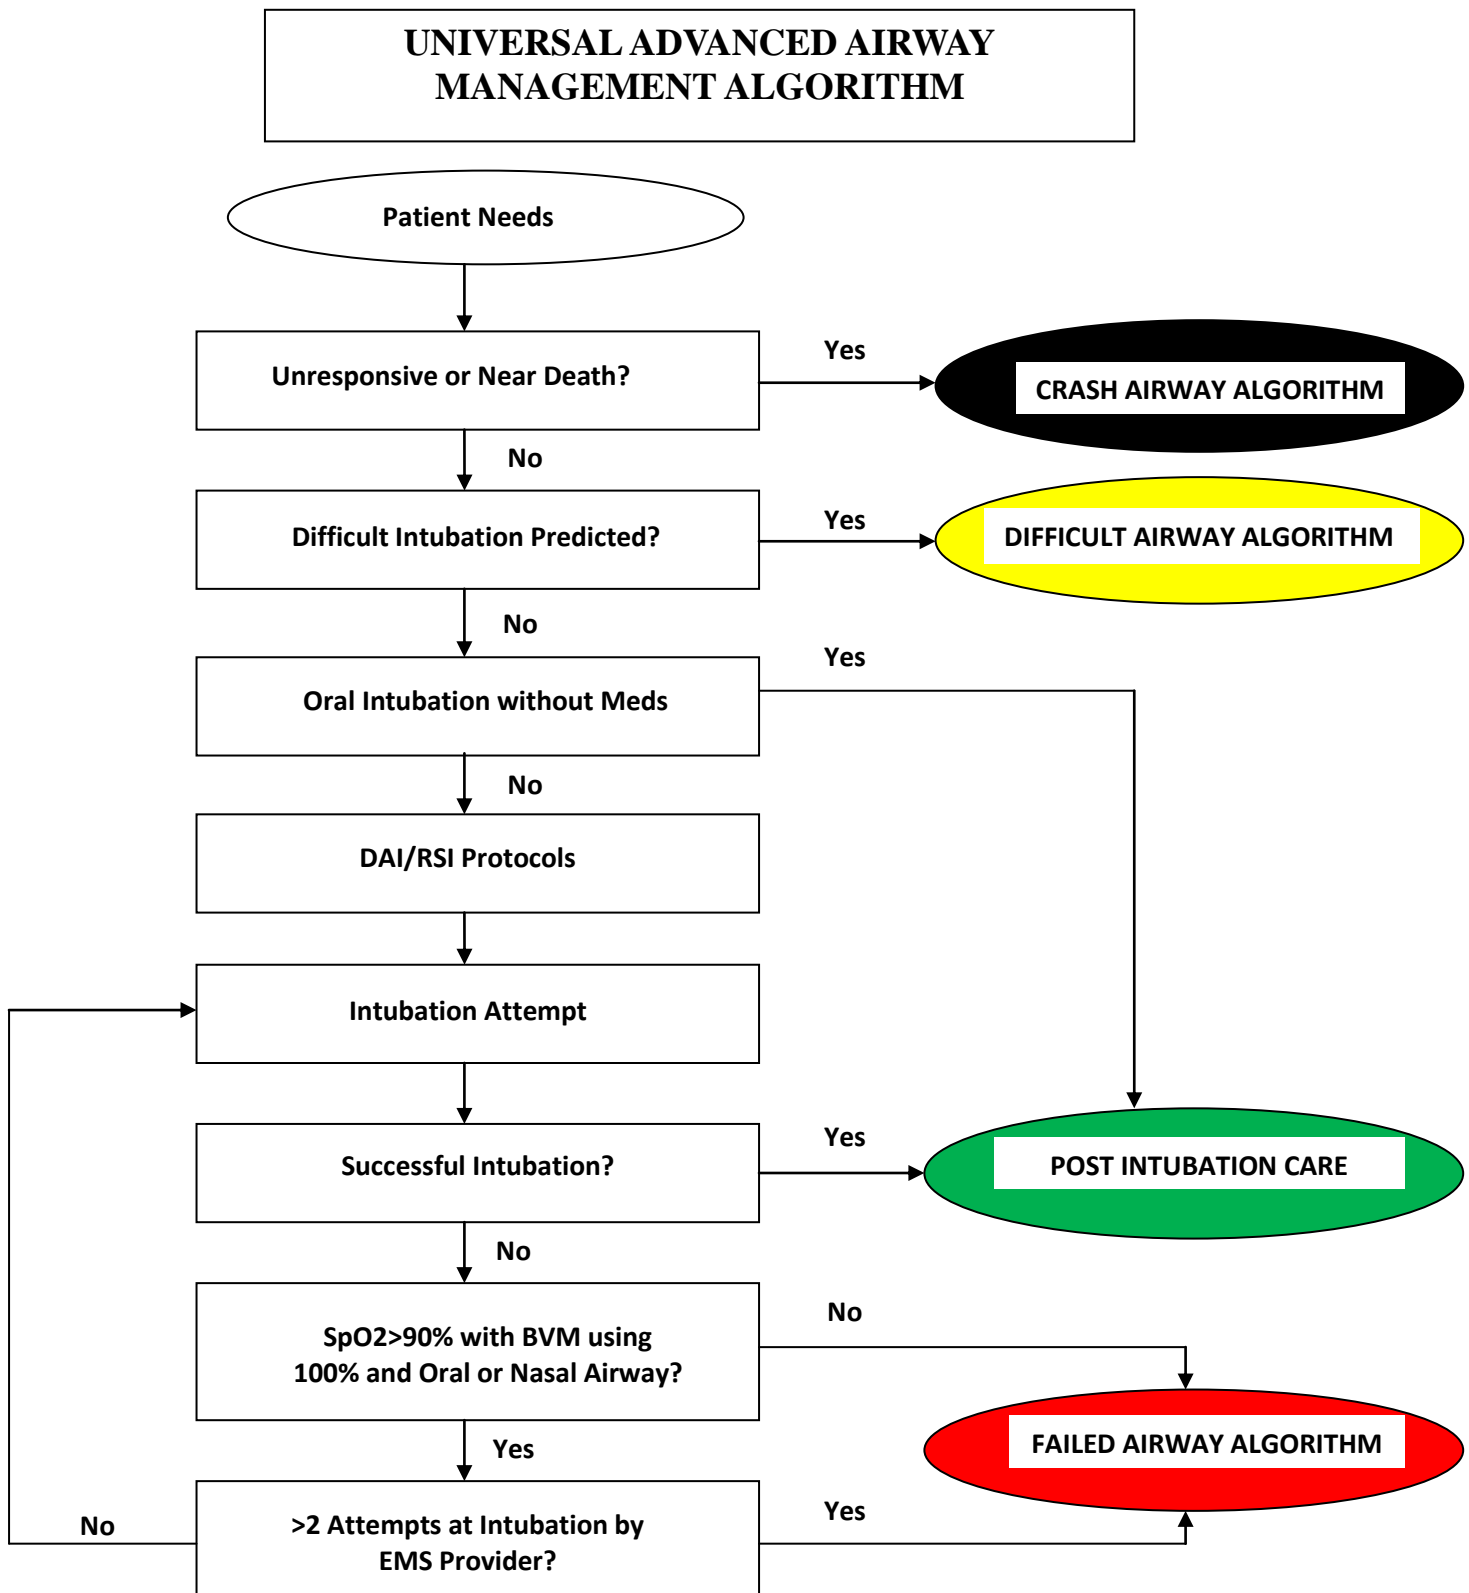 UNIVERSAL ADVANCED AIRWAY
MANAGEMENT ALGORITHM
Patient Needs
Unresponsive or Near Death?
Yes
CRASH AIRWAY ALGORITHM
No
Difficult Intubation Predicted?
Yes
DIFFICULT AIRWAY ALGORITHM
No
Oral Intubation without Meds
Yes
No
DAI/RSI Protocols
Intubation Attempt
Successful Intubation?
Yes
POST INTUBATION CARE
No
SpO2>90% with BVM using
100% and Oral or Nasal Airway?
No
FAILED AIRWAY ALGORITHM
Yes
>2 Attempts at Intubation by
EMS Provider?
Yes
No